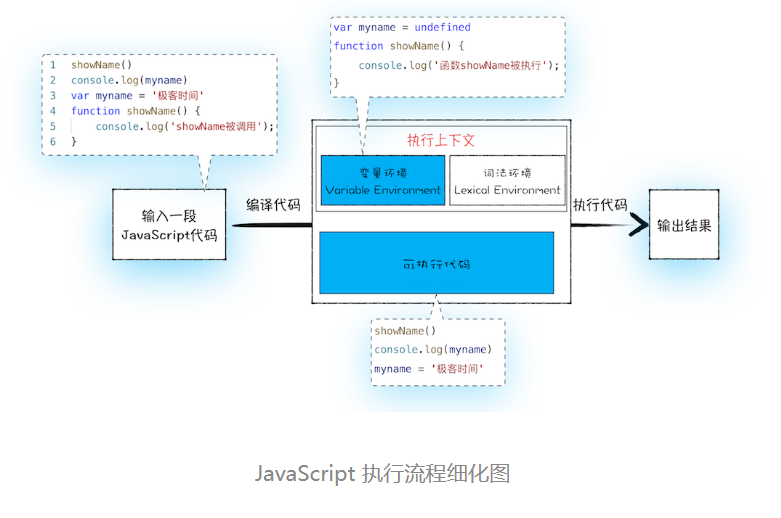 var myname = undefined
function showName() {
console.log('函数showName被执行');
}
1 showName()
2 console.log(myname)
3 var myname = '极客时间'
4 function showName() {
5 console.log('showName被调用');
6 }
执行上下文
变量环境
Variable Environment
词法环境
Lexical Environment
输入一段
JavaScript代码
编译代码
执行代码
输出结果
可执行代码
showName()
console.log(myname)
myname = '极客时间'
JavaScript 执行流程细化图